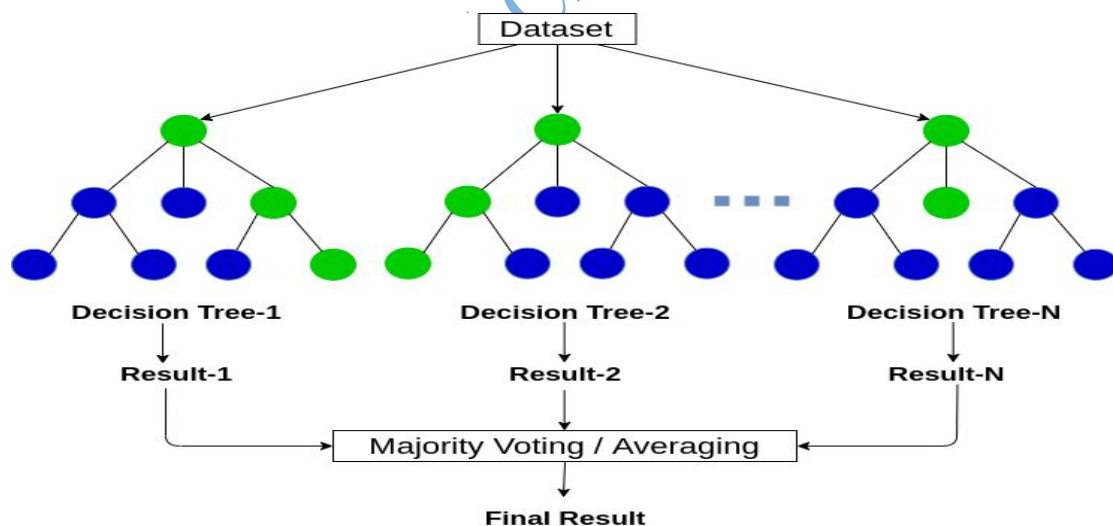 Dataset
Decision Tree-1
Decision Tree-2
Decision Tree-N
Result-1
Result-2
Result-N
Majority Voting / Averaging
Final Result